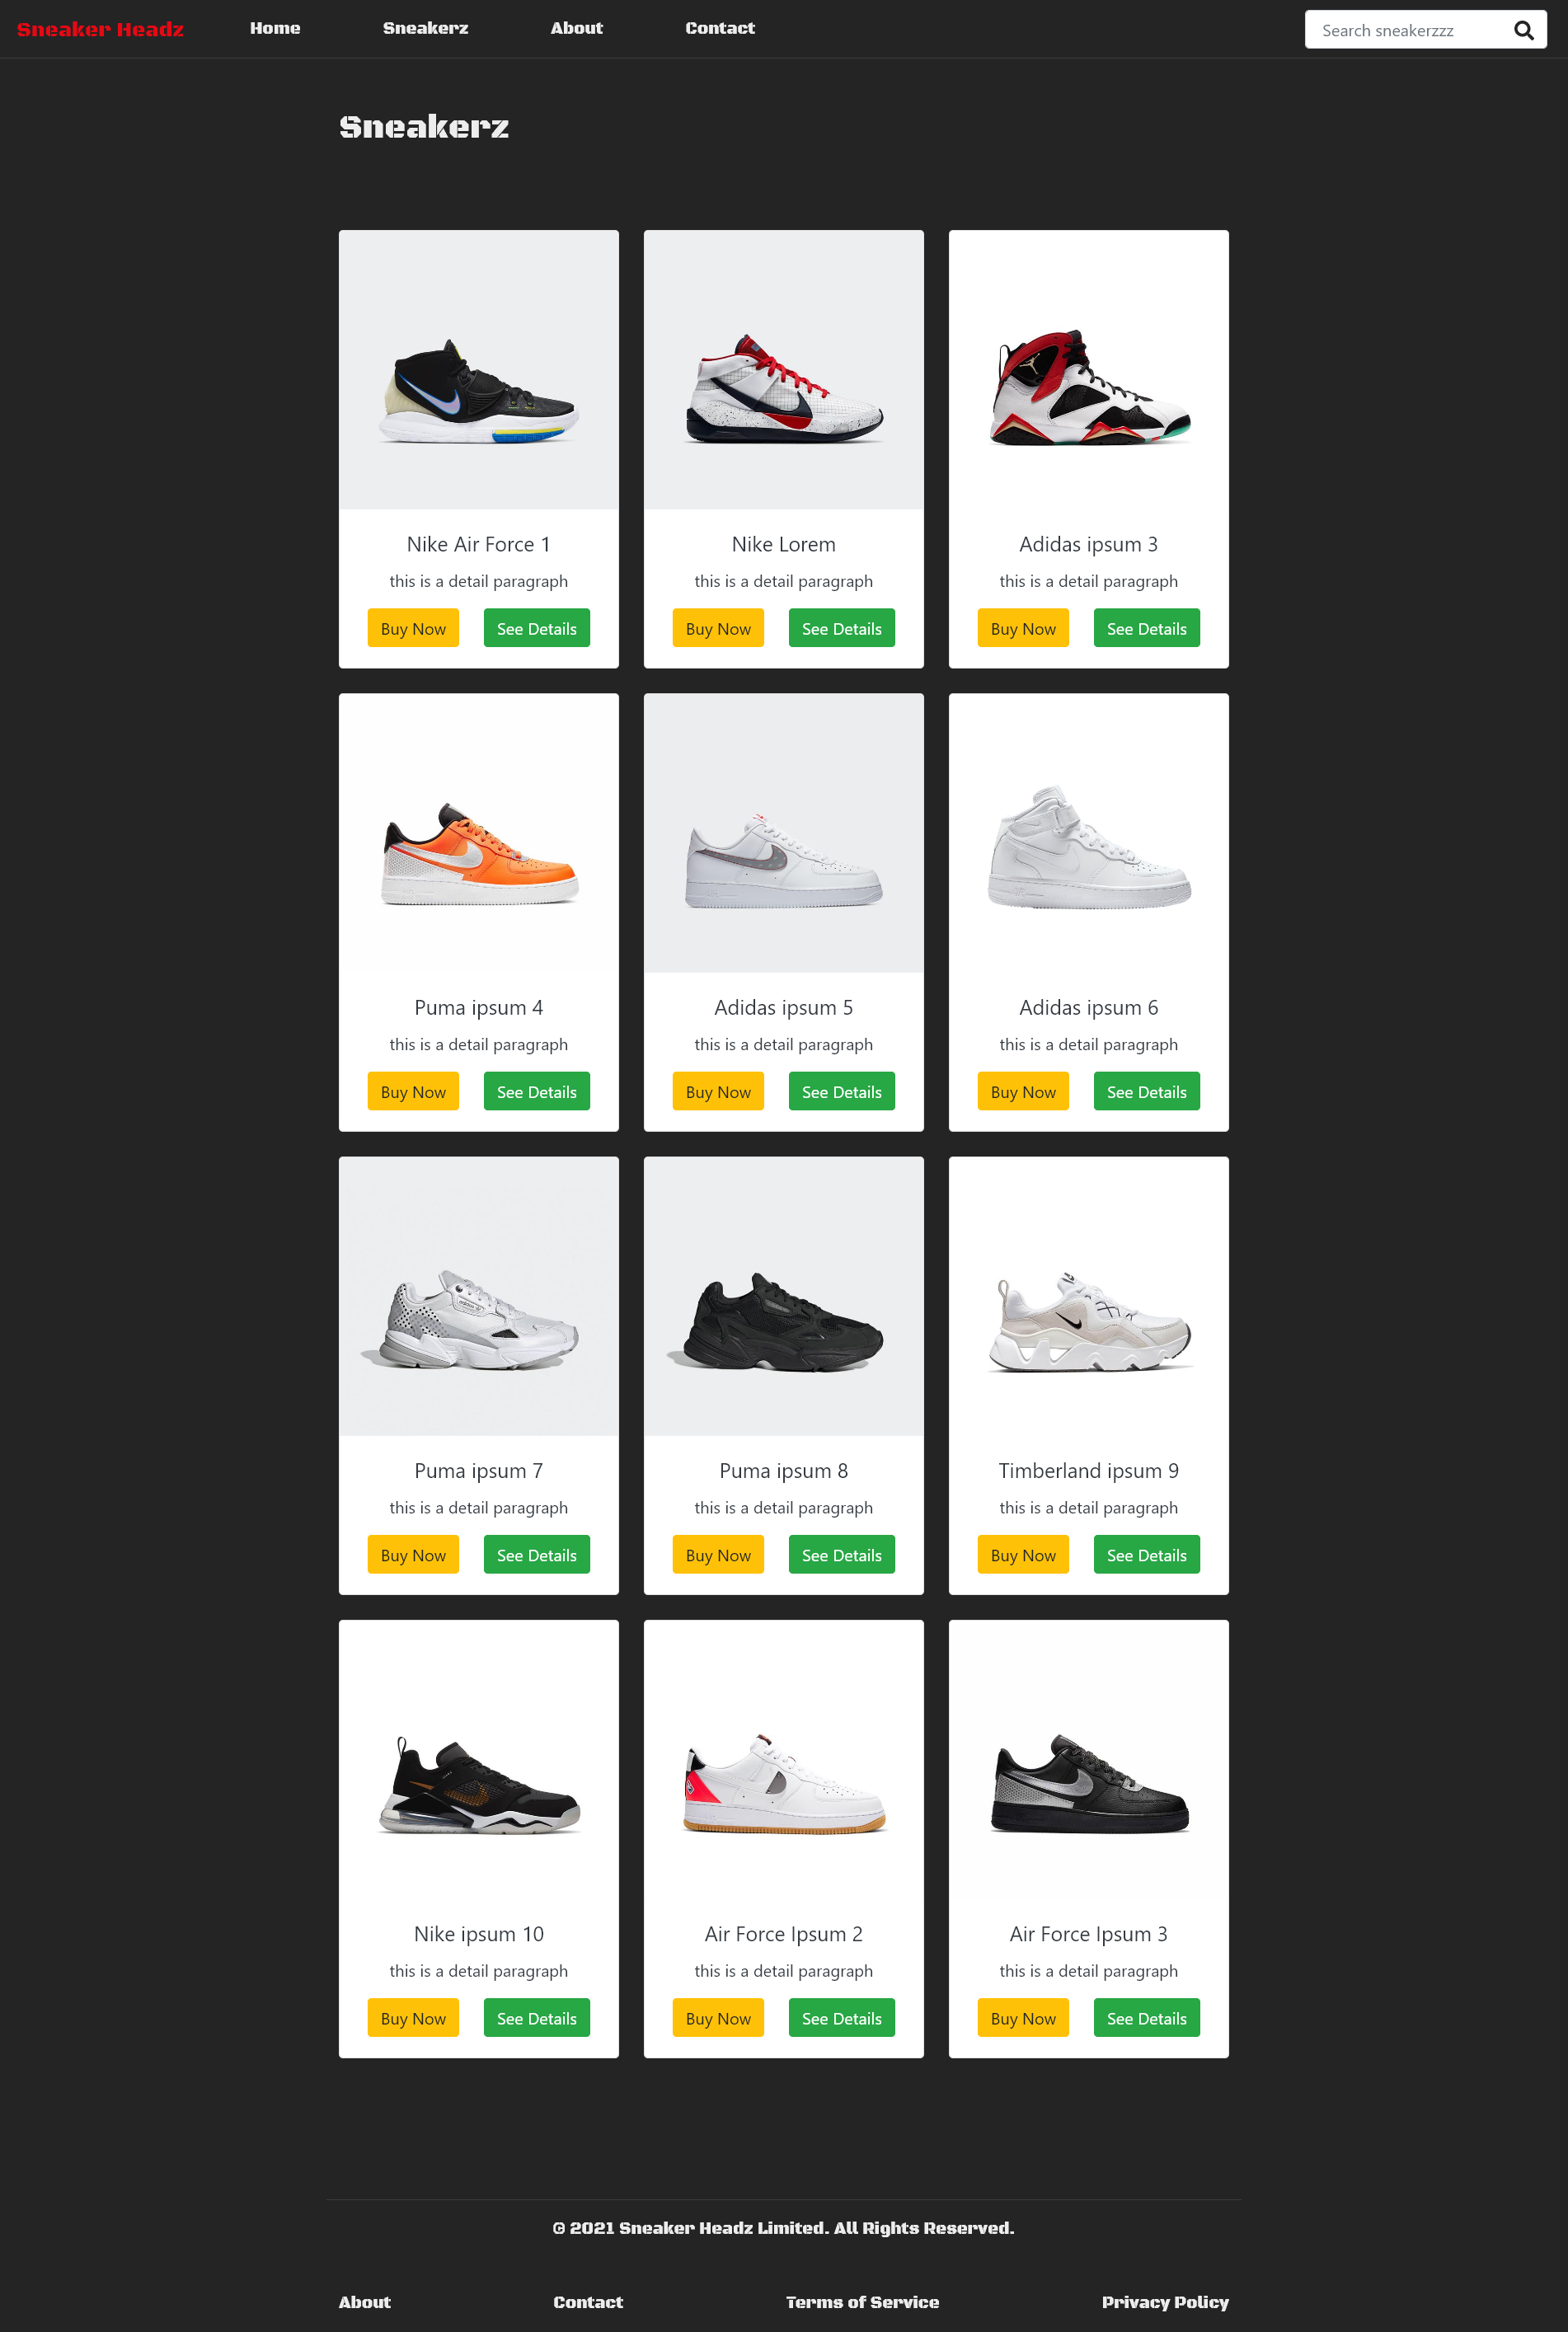 Sneaker Headz Home Sneakerz About Contact Search sneakerzzz
Sneakerz
Nike Air Force 1 Nike Lorem Adidas ipsum 3
this is a detail paragraph this is a detail paragraph this is a detail paragraph
Buy Now See Details Buy Now See Details Buy Now See Details
Puma ipsum 4 Adidas ipsum 5 Adidas ipsum 6
this is a detail paragraph this is a detail paragraph this is a detail paragraph
Buy Now See Details Buy Now See Details Buy Now See Details
Puma ipsum 7 Puma ipsum 8 Timberland ipsum 9
this is a detail paragraph this is a detail paragraph this is a detail paragraph
Buy Now See Details Buy Now See Details Buy Now See Details
Nike ipsum 10 Air Force Ipsum 2 Air Force Ipsum 3
this is a detail paragraph this is a detail paragraph this is a detail paragraph
Buy Now See Details Buy Now See Details Buy Now See Details
© 2021 Sneaker Headz Limited. All Rights Reserved.
About Contact Terms of Service Privacy Policy